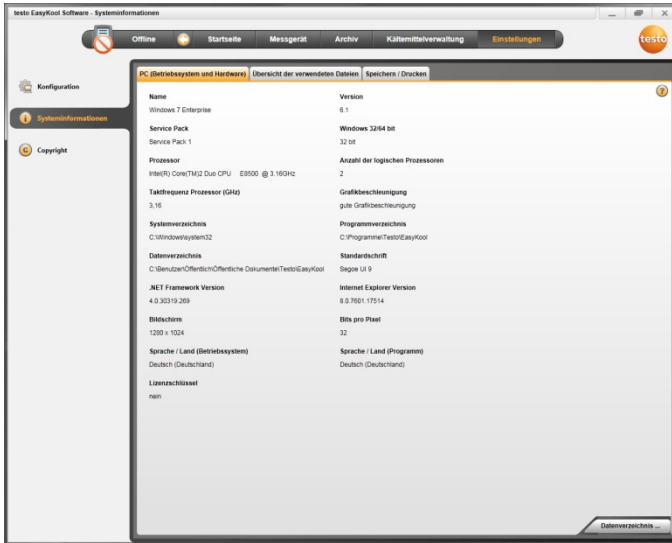 testo EasyKool Software - Systeminformationen
Offline Startseite Messgerät Archiv Kältemittelverwaltung Einstellungen
testo
PC (Betriebssystem und Hardware) Übersicht der verwendeten Dateien Speichern / Drucken
Konfiguration
Systeminformationen
Copyright
Name Version
Windows 7 Enterprise 6.1
Service Pack Windows 32/64 bit
Service Pack 1 32 bit
Prozessor Anzahl der logischen Prozessoren
Intel(R) Core(TM)2 Duo CPU E8500 @ 3.16GHz 2
Taktfrequenz Prozessor (GHz) Grafikbeschleunigung
3,16 gute Grafikbeschleunigung
Systemverzeichnis Programmverzeichnis
C:\Windows\system32 C:\Programme\Testo\EasyKool
Datenverzeichnis Standardschrift
C:\Benutzer\Öffentlich\Öffentliche Dokumente\Testo\EasyKool Segoe UI 9
.NET Framework Version Internet Explorer Version
4.0.30319.269 8.0.7601.17514
Bildschirm Bits pro Pixel
1280 x 1024 32
Sprache / Land (Betriebssystem) Sprache / Land (Programm)
Deutsch (Deutschland) Deutsch (Deutschland)
Lizenzschlüssel
nein
Datenverzeichnis ...